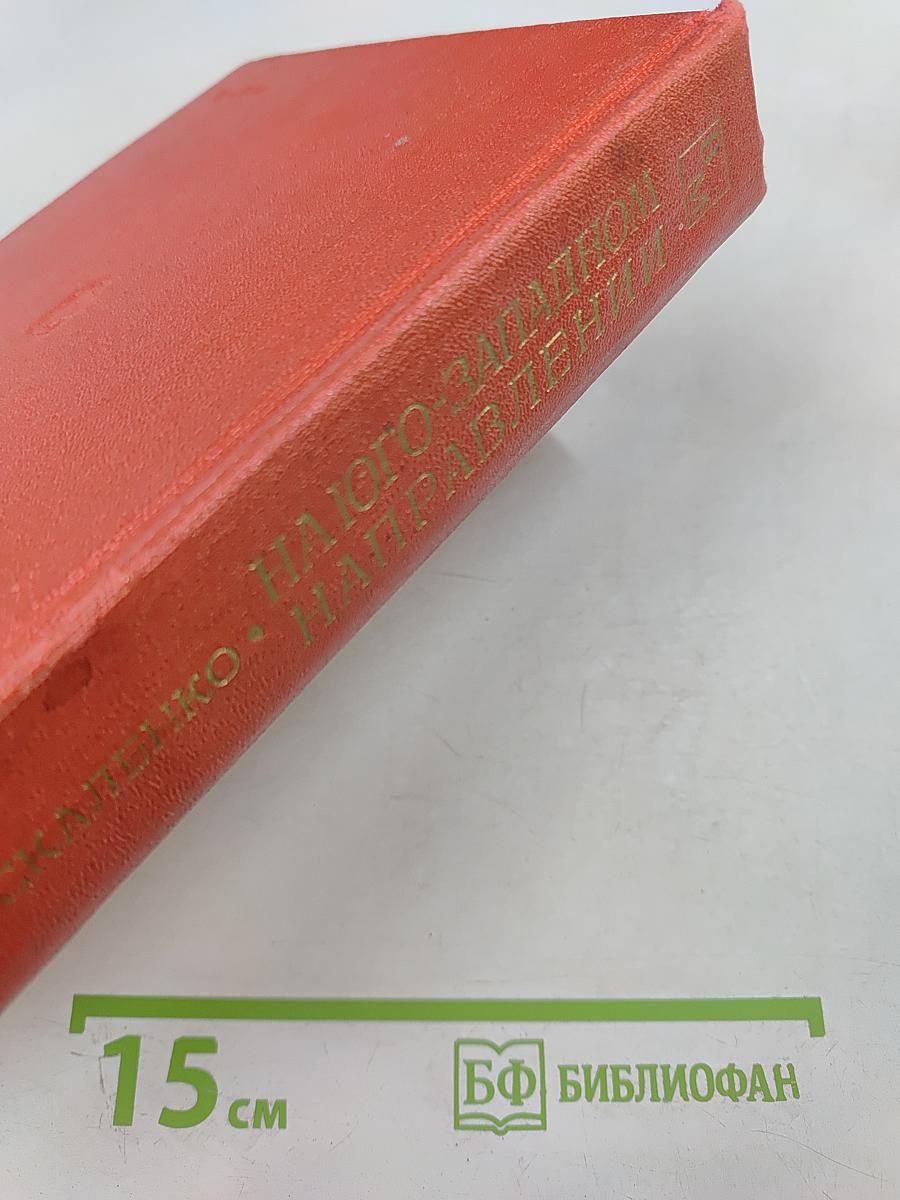 СКАЛЕНКО • НА ЮГО-ЗАПАДНОМ
НАПРАВЛЕНИИ
15 см
БФ БИБЛИОФАН